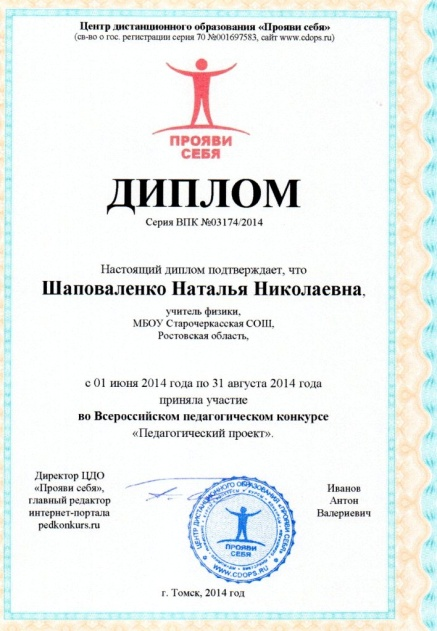 Центр дистанционного образования «Прояви себя»
(св-во о гос. регистрации серия 70 №001697583, сайт www.cdops.ru)
ПРОЯВИ
СЕБЯ
ДИПЛОМ
Серия ВПК №03174/2014
Настоящий диплом подтверждает, что
Шаповаленко Наталья Николаевна,
учитель физики,
МБОУ Старочеркасская СОШ,
Ростовская область,
с 01 июня 2014 года по 31 августа 2014 года
приняла участие
во Всероссийском педагогическом конкурсе
«Педагогический проект».
Директор ЦДО
«Прояви себя»,
главный редактор
интернет-портала
pedkonkurs.ru
ЦЕНТР ДИСТАНЦИОННОГО ОБРАЗОВАНИЯ «ПРОЯВИ СЕБЯ»
ПРОЯВИ
СЕБЯ
WWW.CDOPS.RU
Иванов
Антон
Валериевич
г. Томск, 2014 год